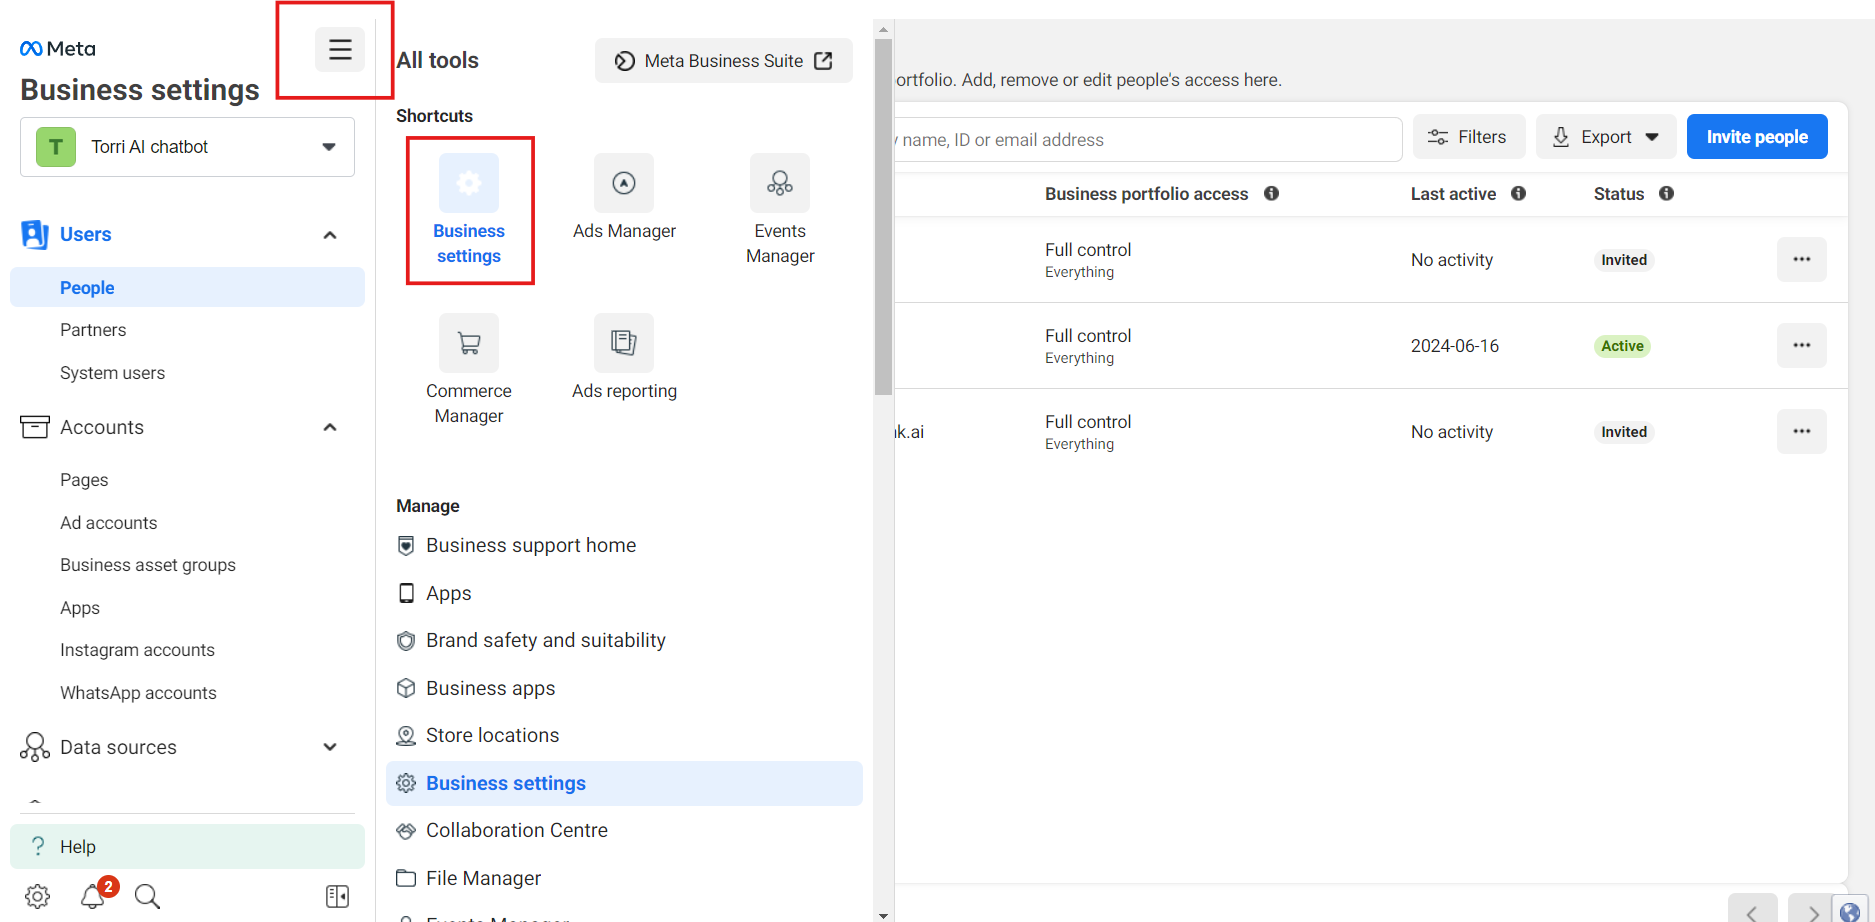 Meta
Business settings
T
Torri AI chatbot
Users
People
Partners
System users
Accounts
Pages
Ad accounts
Business asset groups
Apps
Instagram accounts
WhatsApp accounts
Data sources
? Help
2
All tools
Meta Business Suite
Shortcuts
Business
settings
Ads Manager
Events
Manager
Commerce
Manager
Ads reporting
Manage
Business support home
Apps
Brand safety and suitability
Business apps
Store locations
Business settings
Collaboration Centre
File Manager
Events Manager
ortfolio. Add, remove or edit people's access here.
name, ID or email address
Filters
Export
Invite people
Business portfolio access
Last active
Status
Full control
Everything
No activity
Invited
Full control
Everything
2024-06-16
Active
k.ai
Full control
Everything
No activity
Invited